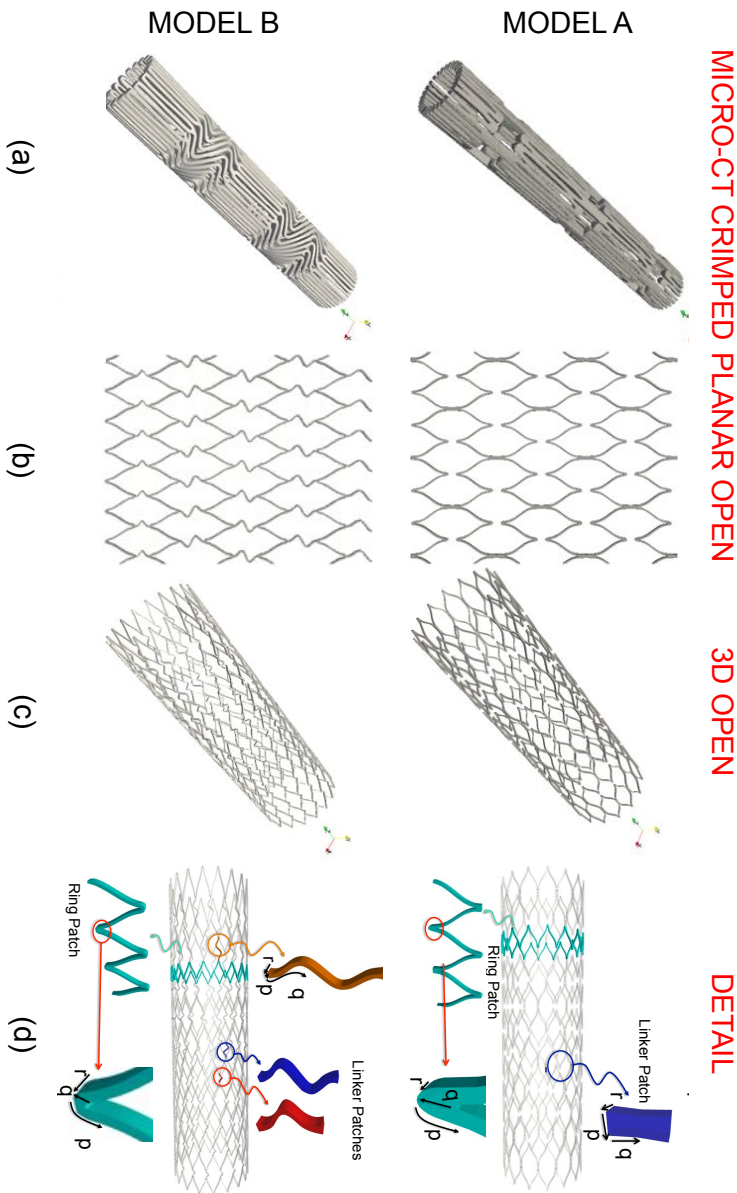 MICRO-CT CRIMPED
PLANAR OPEN
3D OPEN
DETAIL
MODEL A
Linker Patch
r
p
q
Ring Patch
r
q
p
MODEL B
r
p
q
Linker Patches
Ring Patch
r
q
p
(a)
(b)
(c)
(d)